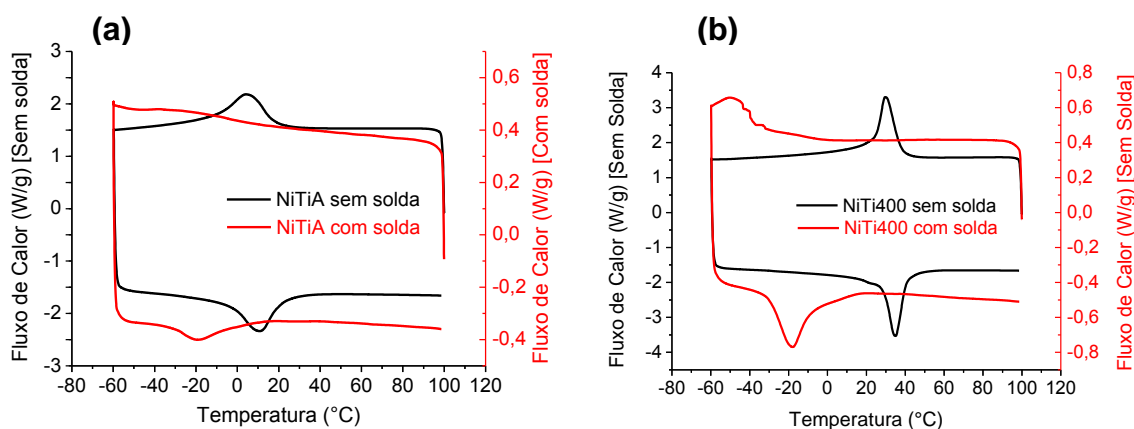 (a)
Fluxo de Calor (W/g) [Sem solda]
3
2
1
0
-1
-2
-3
0,6
0,4
0,2
0,0
-0,2
-0,4
Fluxo de Calor (W/g) [Com solda]
NiTiA sem solda
NiTiA com solda
-80 -60 -40 -20 0 20 40 60 80 100 120
Temperatura (°C)
(b)
Fluxo de Calor (W/g) [Sem Solda]
4
3
2
1
0
-1
-2
-3
-4
0,8
0,6
0,4
0,2
0,0
-0,2
-0,4
-0,6
-0,8
Fluxo de Calor (W/g) [Sem Solda]
NiTi400 sem solda
NiTi400 com solda
-80 -60 -40 -20 0 20 40 60 80 100 120
Temperatura (°C)